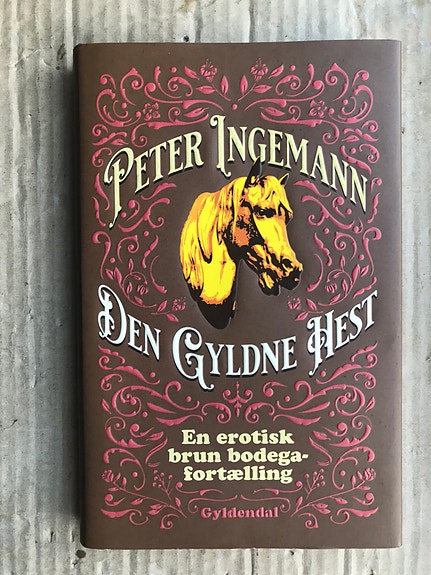 Peter Ingemann
Den Gyldne Hest
En erotisk
brun bodega-
fortælling
Gyldendal